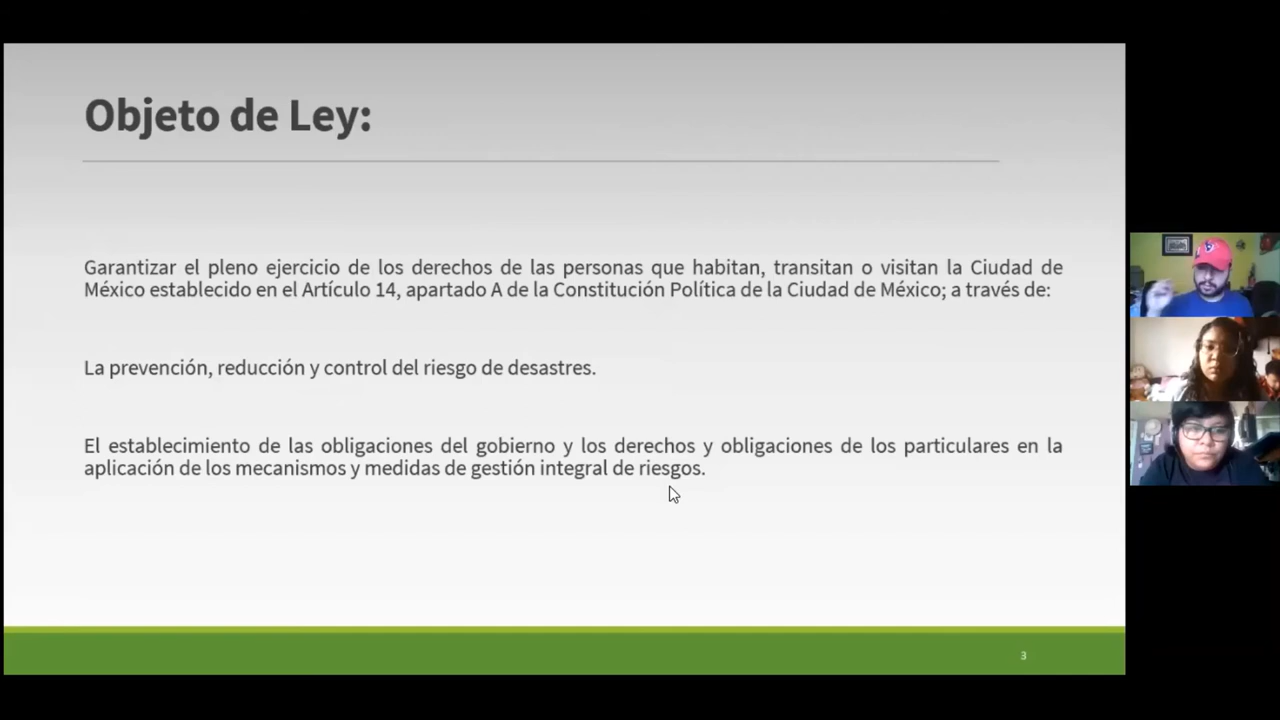 Objeto de Ley:
Garantizar el pleno ejercicio de los derechos de las personas que habitan, transitan o visitan la Ciudad de
México establecido en el Artículo 14, apartado A de la Constitución Política de la Ciudad de México; a través de:
La prevención, reducción y control del riesgo de desastres.
El establecimiento de las obligaciones del gobierno y los derechos y obligaciones de los particulares en la
aplicación de los mecanismos y medidas de gestión integral de riesgos.
3